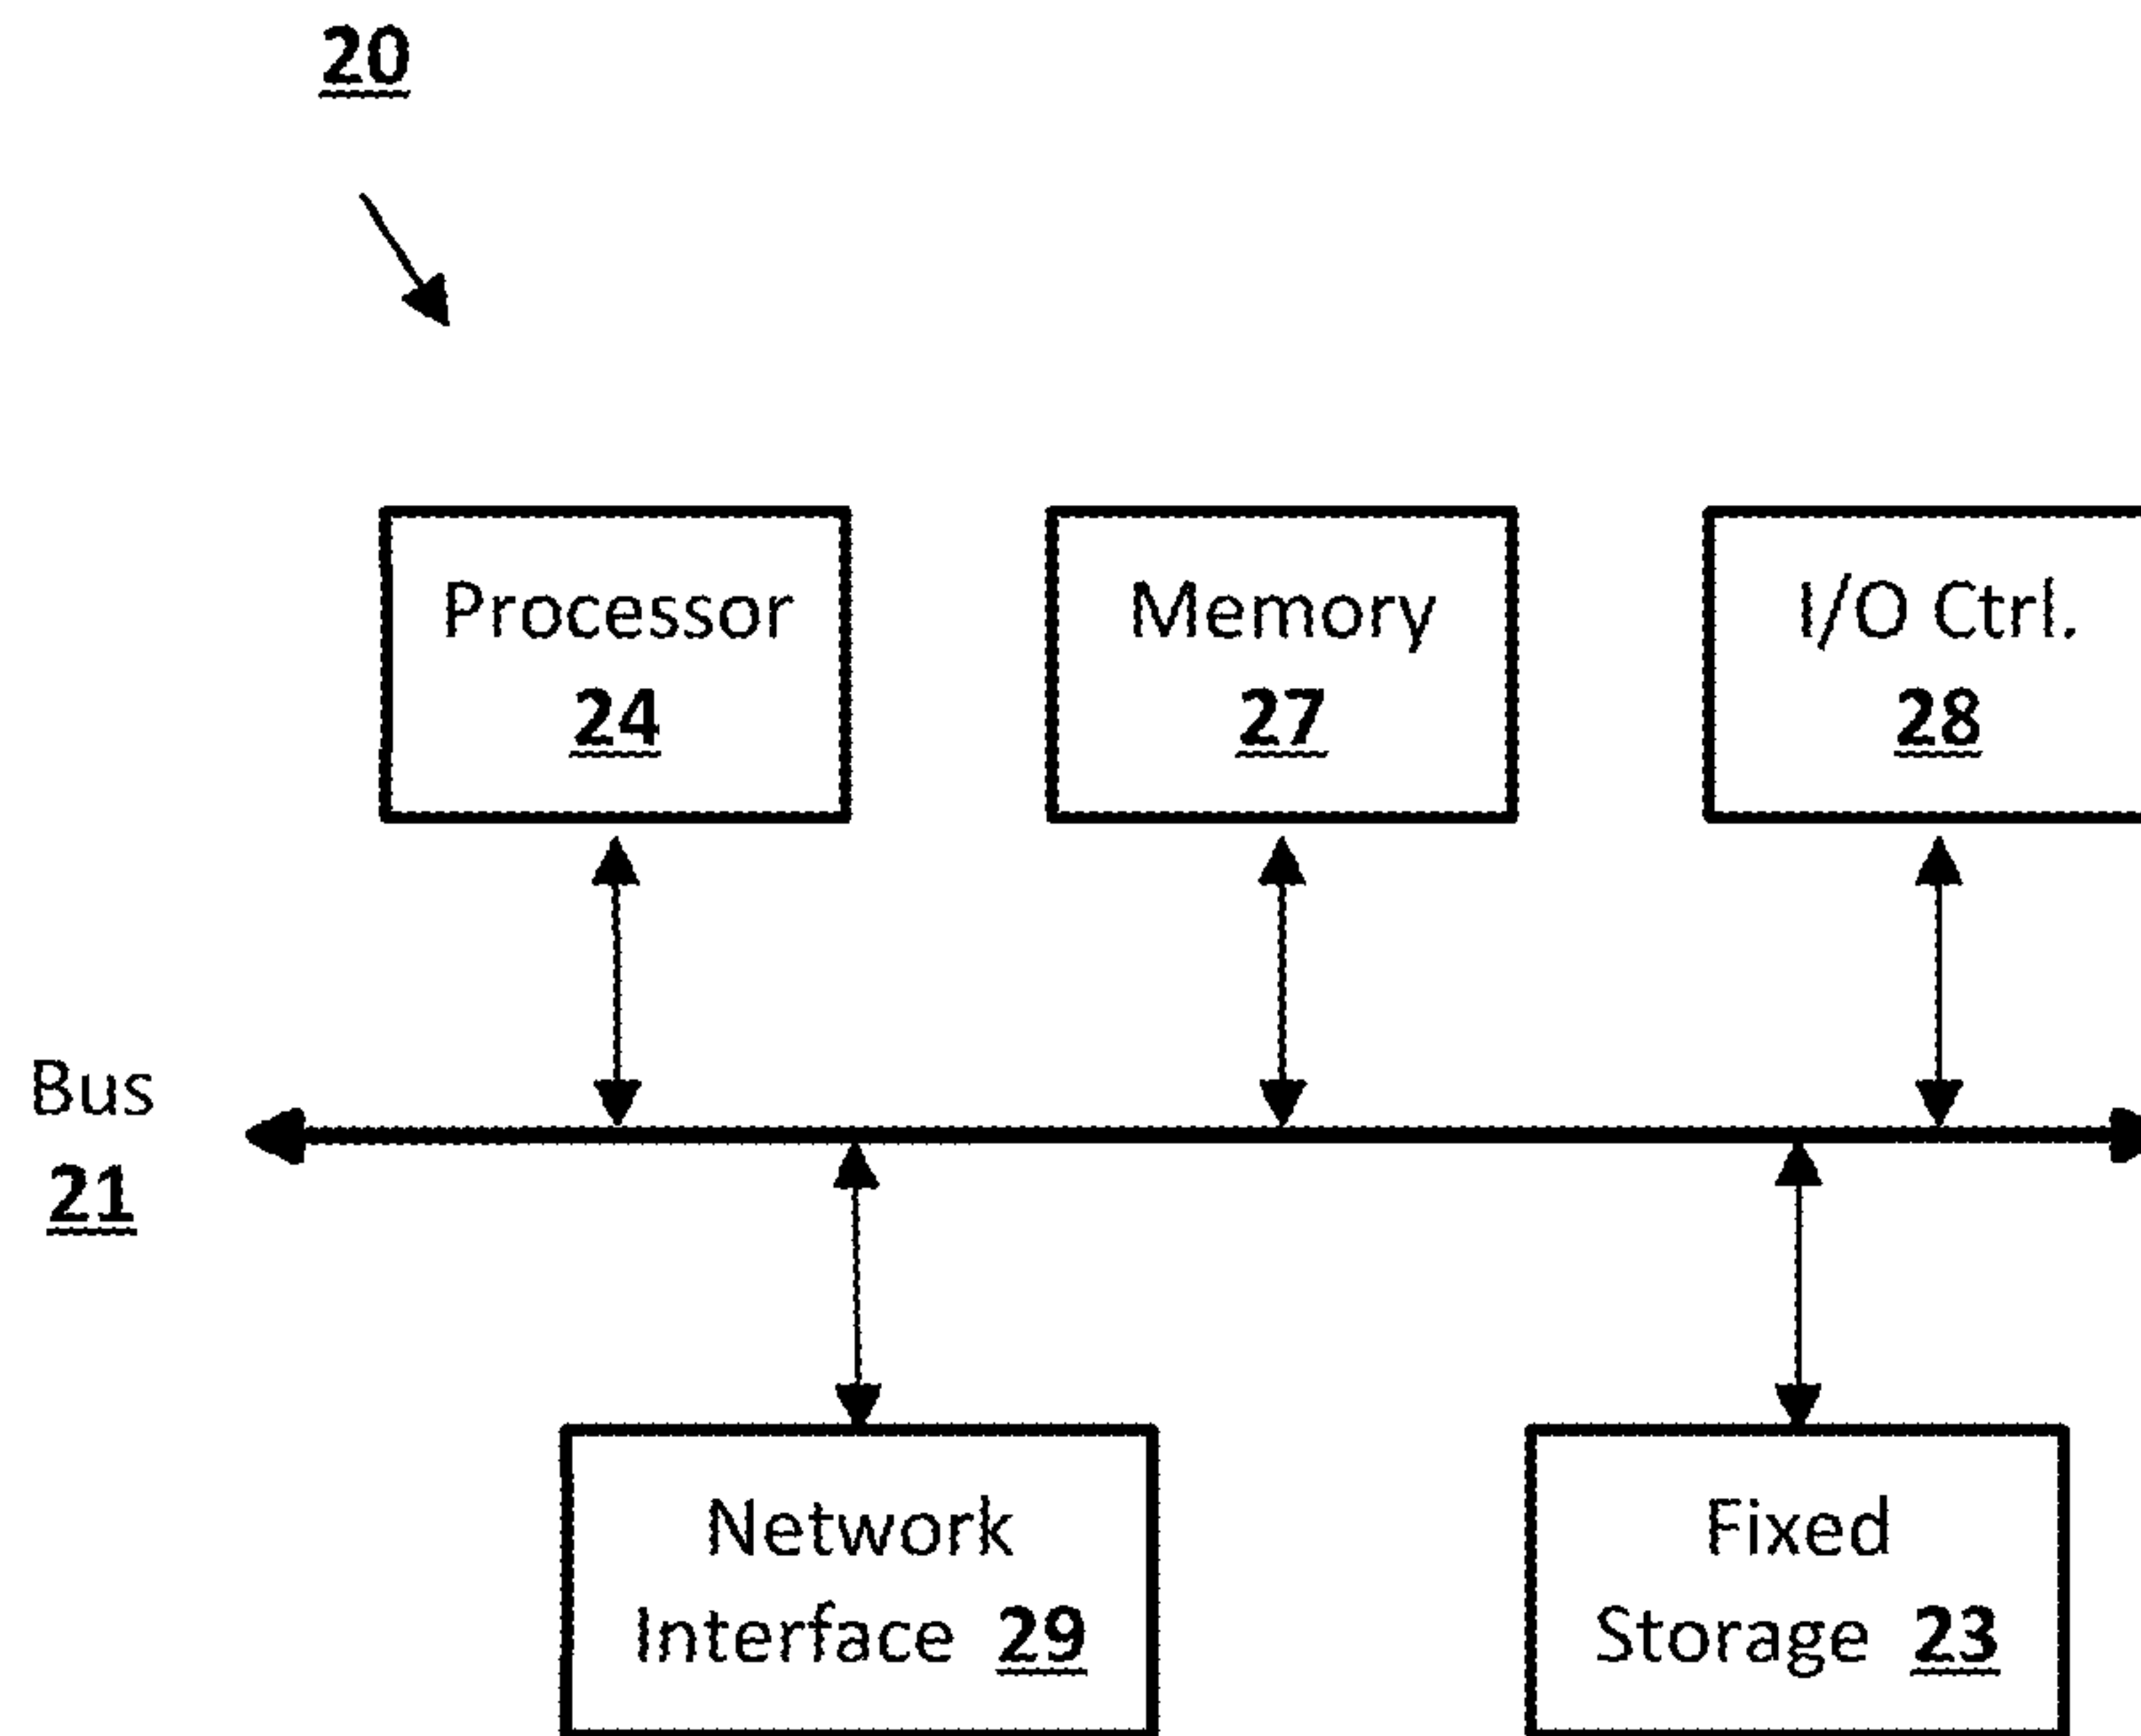 20
Processor
24
Memory
27
I/O Ctrl.
28
Bus
21
Network
Interface 29
Fixed
Storage 23